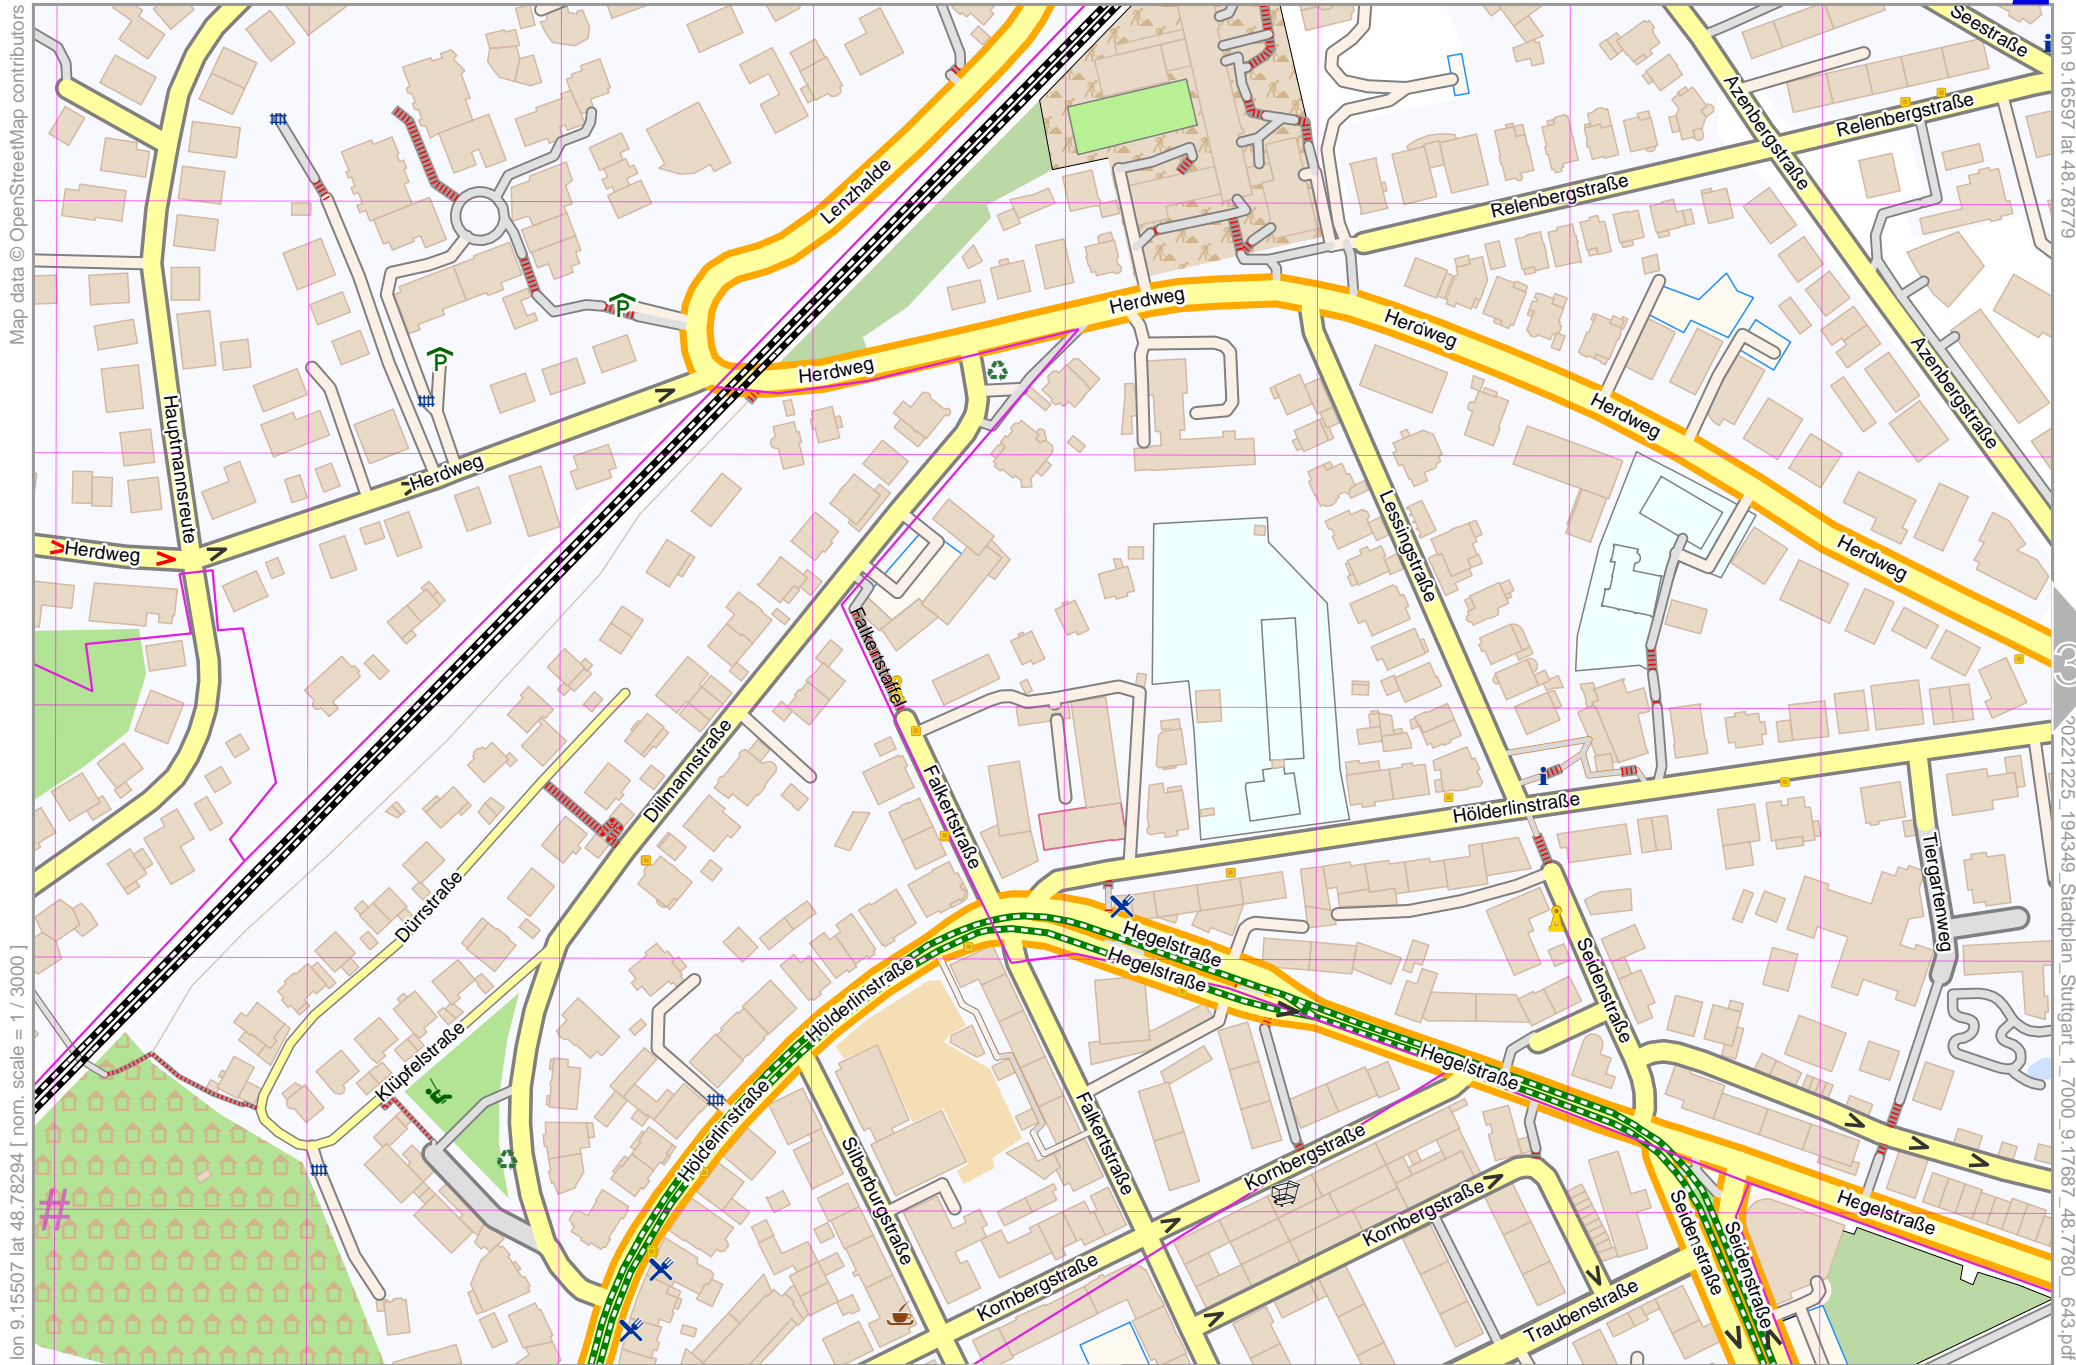 Map data © OpenStreetMap contributors
lon 9.15507 lat 48.78294 [ nom. scale = 1 / 3000 ]
lon 9.16597 lat 48.78779
20221225_194349_Stadtplan_Stuttgart_1_7000_9.17687_48.7780__643.pdf
3
Seestraße
Azenbergstraße
Relenbergstraße
Relenbergstraße
Lenzhalde
Herdweg
Herdweg
Herdweg
Herdweg
Azenbergstraße
Hauptmannsreute
Herdweg
Herdweg
Herdweg
Lessingstraße
Falkertstaffel
Dillmannstraße
Falkertstraße
Hölderlinstraße
Tiergartenweg
Dürrstraße
Hegelstraße
Hegelstraße
Hölderlinstraße
Seidenstraße
Klüpfelstraße
Hegelstraße
Hölderlinstraße
Falkertstraße
Silberburgstraße
Kornbergstraße
Kornbergstraße
Kornbergstraße
Seidenstraße
Seidenstraße
Hegelstraße
Traubenstraße
P
P
i
i
#